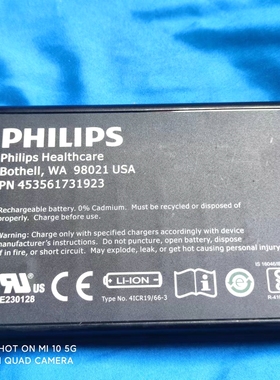 PHILIPS
Philips Healthcare
Bothell, WA 98021 USA
PN 453561731923
Rechargeable battery. 0% Cadmium. Must be recycled or disposed of
properly. Charge before use.
Warning:
Charge only with specified chargers according to device's
manufacturer's instructions. Do not puncture, open battery, dispose
of in fire or short circuit. May explode, leak or get hot causing personal injury.
E230128
LI-ION
Type No. 4ICR19/66-3
SHOT ON MI 10 5G
QUAD CAMERA